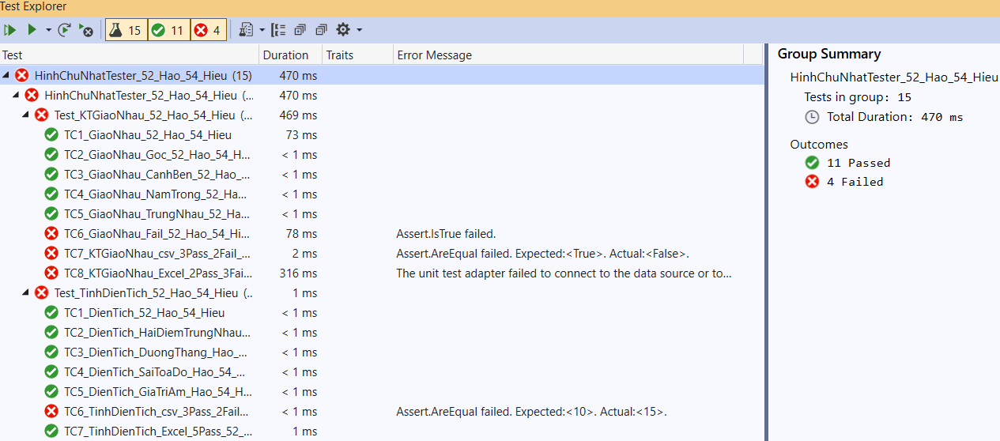 Test Explorer
15 11 4
Test Duration Traits Error Message
HinhChuNhatTester_52_Hao_54_Hieu (15) 470 ms
HinhChuNhatTester_52_Hao_54_Hieu (... 470 ms
Test_KTGiaoNhau_52_Hao_54_Hieu (... 469 ms
TC1_GiaoNhau_52_Hao_54_Hieu 73 ms
TC2_GiaoNhau_Goc_52_Hao_54_H... < 1 ms
TC3_GiaoNhau_CanhBen_52_Hao_... < 1 ms
TC4_GiaoNhau_NamTrong_52_Ha... < 1 ms
TC5_GiaoNhau_TrungNhau_52_Ha... < 1 ms
TC6_GiaoNhau_Fail_52_Hao_54_Hi... 78 ms Assert.IsTrue failed.
TC7_KTGiaoNhau_csv_3Pass_2Fail_... 2 ms Assert.AreEqual failed. Expected:<True>. Actual:<False>.
TC8_KTGiaoNhau_Excel_2Pass_3Fai... 316 ms The unit test adapter failed to connect to the data source or to...
Test_TinhDienTich_52_Hao_54_Hieu (.. 1 ms
TC1_DienTich_52_Hao_54_Hieu < 1 ms
TC2_DienTich_HaiDiemTrungNhau... < 1 ms
TC3_DienTich_DuongThang_Hao_... < 1 ms
TC4_DienTich_SaiToaDo_Hao_54_... < 1 ms
TC5_DienTich_GiaTriAm_Hao_54_H... < 1 ms
TC6_TinhDienTich_csv_3Pass_2Fail... < 1 ms Assert.AreEqual failed. Expected:<10>. Actual:<15>.
TC7_TinhDienTich_Excel_5Pass_52_... 1 ms
Group Summary
HinhChuNhatTester_52_Hao_54_Hieu
Tests in group: 15
Total Duration: 470 ms
Outcomes
11 Passed
4 Failed